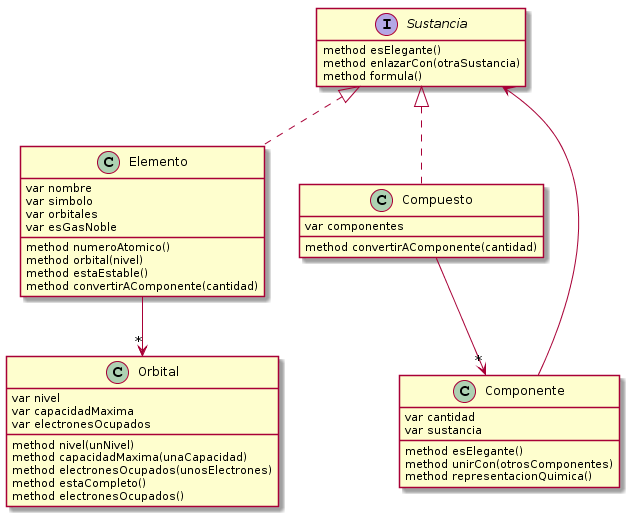 I Sustancia
method esElegante()
method enlazarCon(otraSustancia)
method formula()
C Elemento
var nombre
var simbolo
var orbitales
var esGasNoble
method numeroAtomico()
method orbital(nivel)
method estaEstable()
method convertirAComponente(cantidad)
C Compuesto
var componentes
method convertirAComponente(cantidad)
*
*
C Orbital
var nivel
var capacidadMaxima
var electronesOcupados
method nivel(unNivel)
method capacidadMaxima(unaCapacidad)
method electronesOcupados(unosElectrones)
method estaCompleto()
method electronesOcupados()
C Componente
var cantidad
var sustancia
method esElegante()
method unirCon(otrosComponentes)
method representacionQuimica()